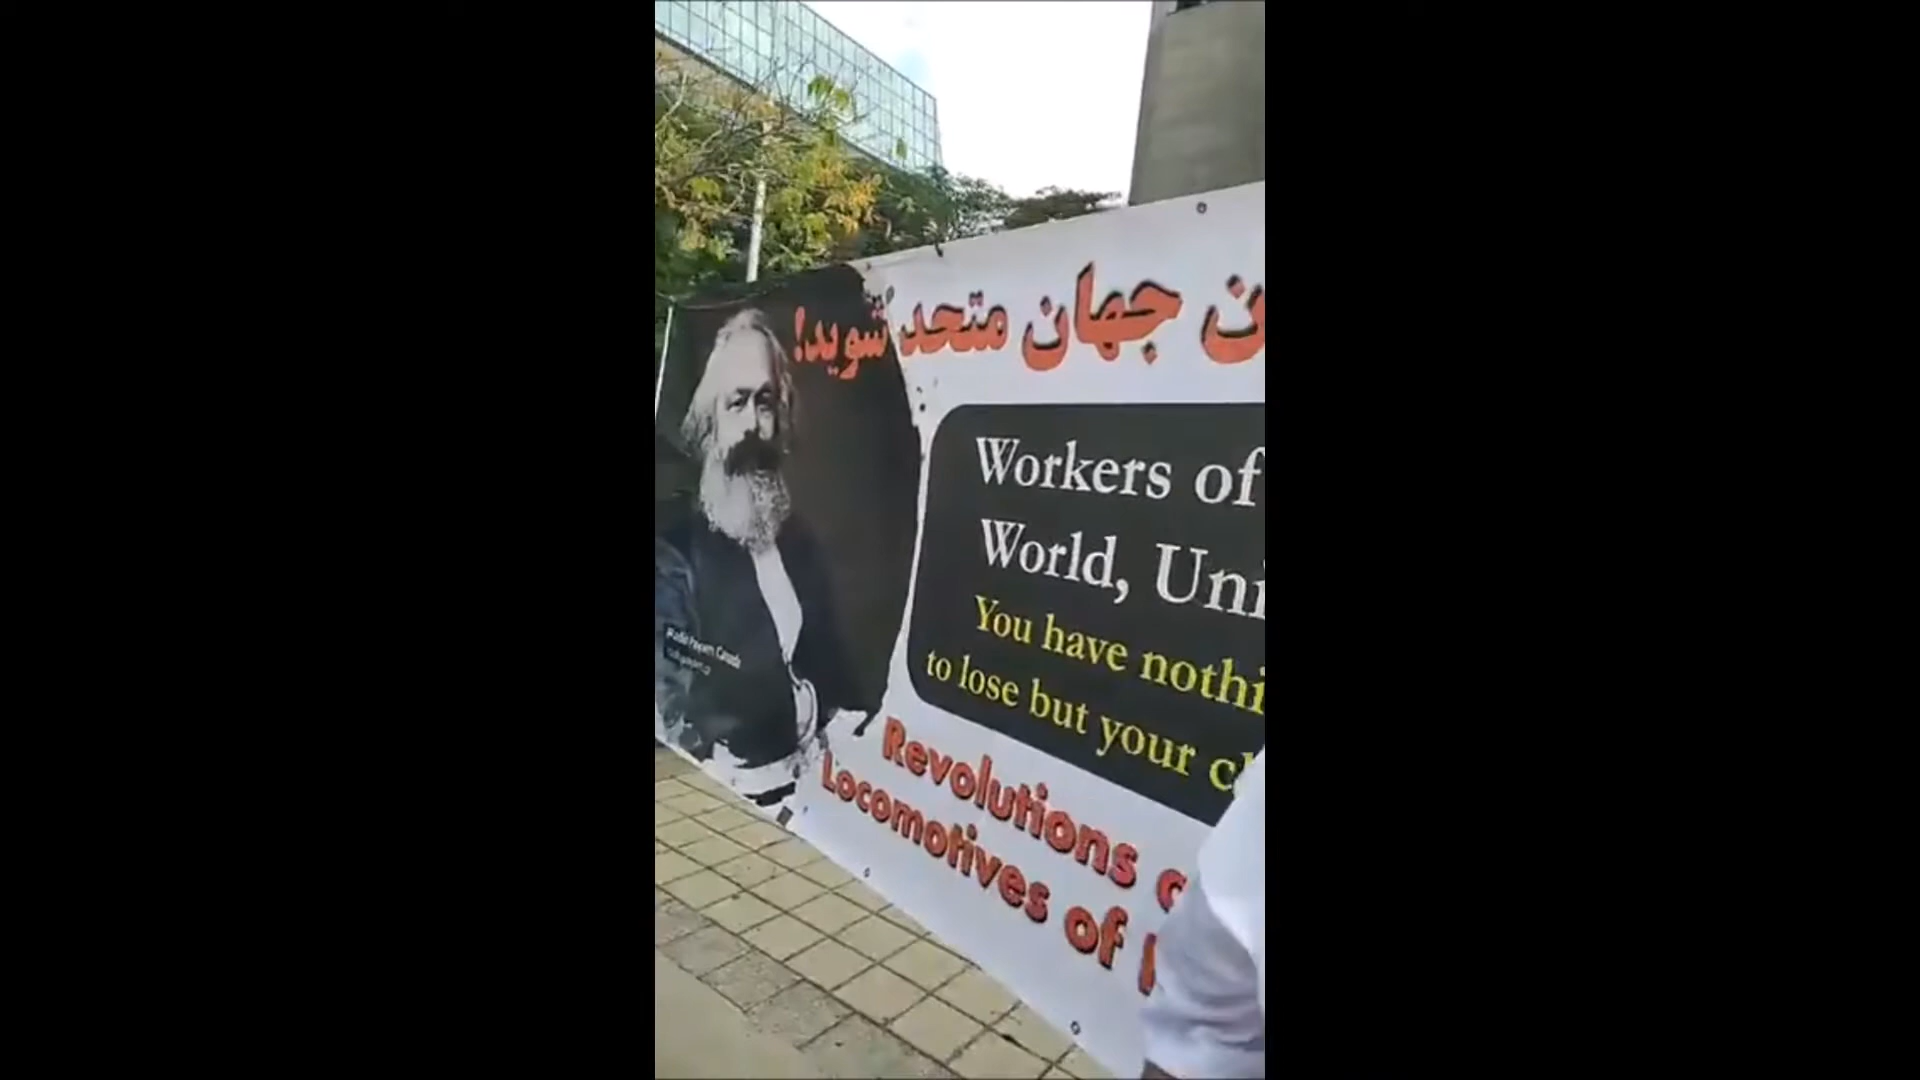 جهان متحد شوید!
Workers of
World, Uni
You have nothi
to lose but your c
Revolutions
Locomotives of